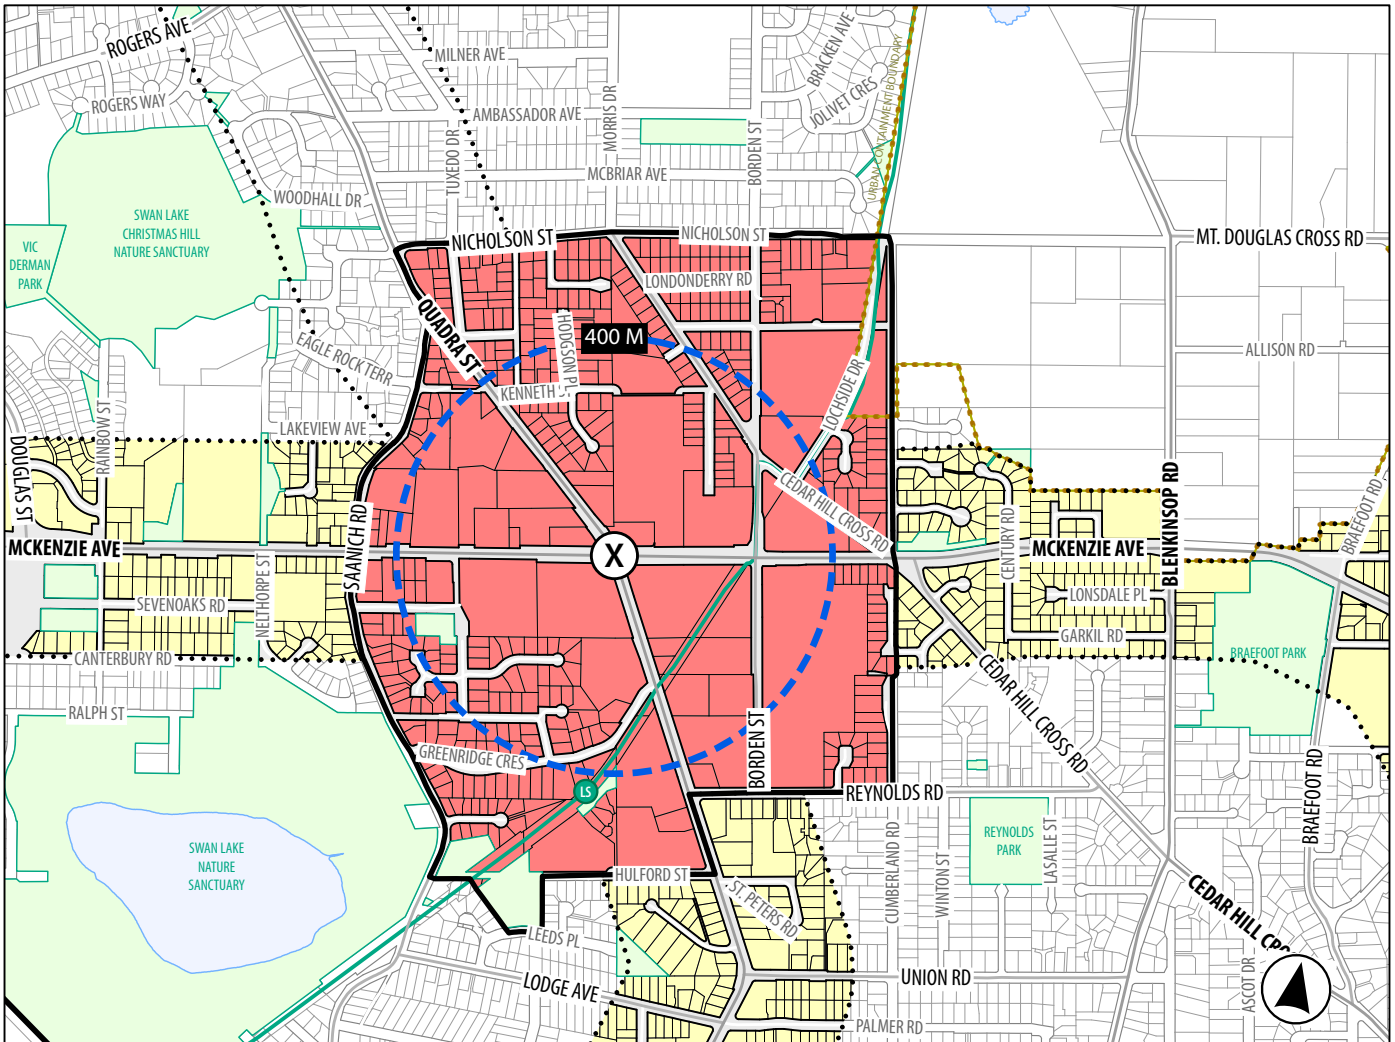 ROGERS AVE
MILNER AVE
BRACKEN AVE
JOLIVET CRES
ROGERS WAY
AMBASSADOR AVE
MORRIS DR
BORDEN ST
TUXEDO DR
MCBRIAR AVE
URBAN CONTAINMENT BOUNDARY
WOODHALL DR
SWAN LAKE
CHRISTMAS HILL
NATURE SANCTUARY
VIC
DERMAN
PARK
NICHOLSON ST
NICHOLSON ST
MT. DOUGLAS CROSS RD
LONDONDERRY RD
QUADRA ST
HODGSON PL
400 M
EAGLE ROCK TERR
ALLISON RD
KENNETH S
LOCHSIDE DR
RAINBOW ST
LAKEVIEW AVE
DOUGLAS ST
CEDAR HILL CROSS RD
BLENKINSOP RD
BRAEFOOT RD
SAANICH RD
CENTURY RD
MCKENZIE AVE
X
MCKENZIE AVE
NELTHORPE ST
SEVENOAKS RD
LONSDALE PL
GARKIL RD
CANTERBURY RD
BRAEFOOT PARK
CEDAR HILL CROSS RD
RALPH ST
BORDEN ST
GREENRIDGE CRES
BRAEFOOT RD
LS
REYNOLDS RD
SWAN LAKE
NATURE
SANCTUARY
REYNOLDS
PARK
LASALLE ST
CUMBERLAND RD
WINTON ST
HULFORD ST
ST. PETERS RD
CEDAR HILL CRO
LEEDS PL
LODGE AVE
UNION RD
ASCOT DR
PALMER RD